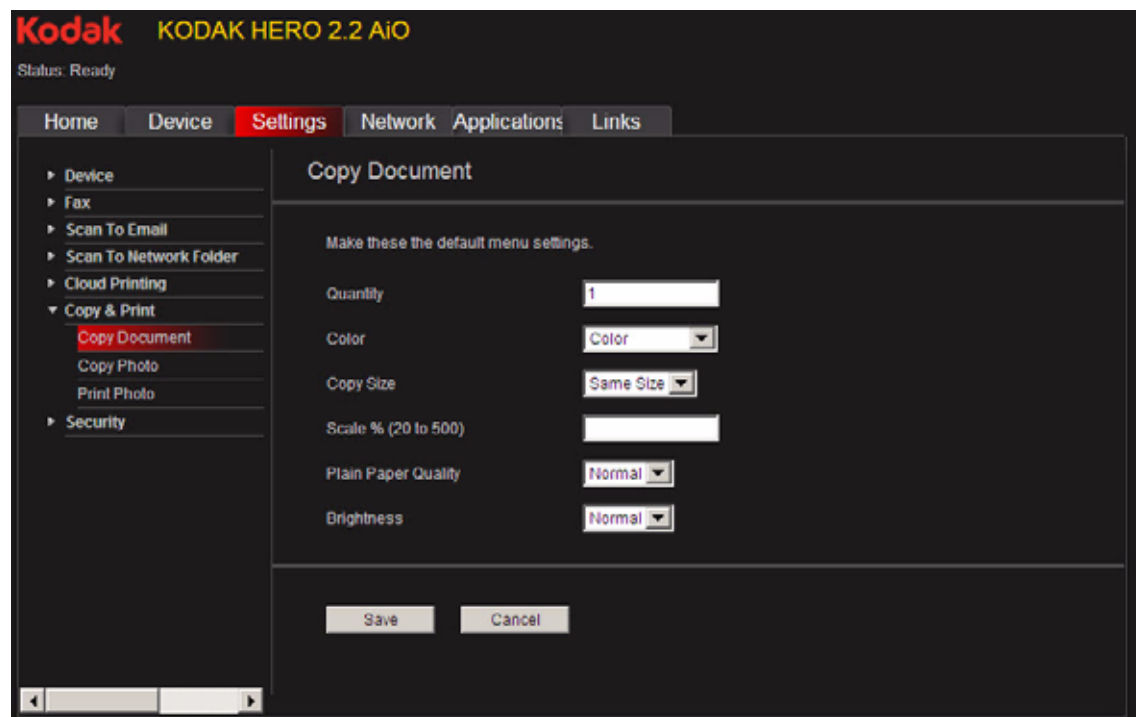 Kodak KODAK HERO 2.2 AiO
Status: Ready
Home Device Settings Network Applications Links
Device
Fax
Scan To Email
Scan To Network Folder
Cloud Printing
Copy & Print
Copy Document
Copy Photo
Print Photo
Security
Copy Document
Make these the default menu settings.
Quantity 1
Color Color
Copy Size Same Size
Scale % (20 to 500)
Plain Paper Quality Normal
Brightness Normal
Save Cancel